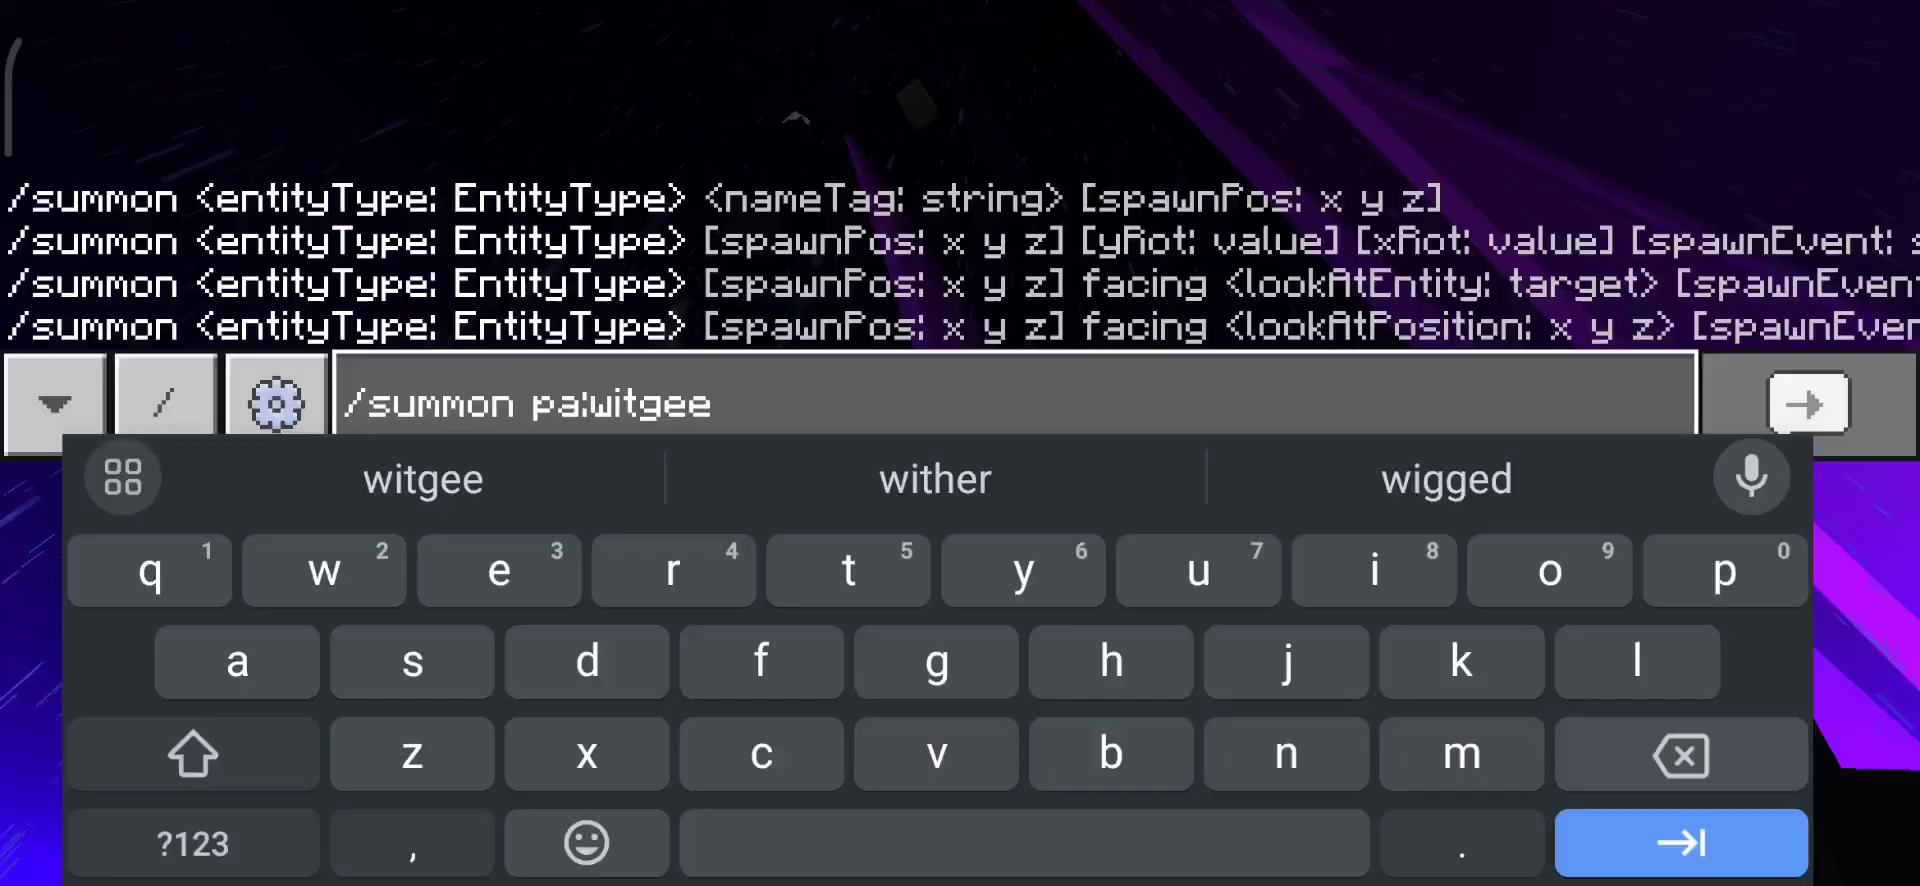 /summon <entityType: EntityType> <nameTag: string> [spawnPos: x y z]
/summon <entityType: EntityType> [spawnPos: x y z] [yRot: value] [xRot: value] [spawnEvent: s
/summon <entityType: EntityType> [spawnPos: x y z] facing <lookAtEntity: target> [spawnEvent
/summon <entityType: EntityType> [spawnPos: x y z] facing <lookAtPosition: x y z> [spawnEven
/ /summon pa:witgee
witgee wither wigged
q 1 w 2 e 3 r 4 t 5 y 6 u 7 i 8 o 9 p 0
a s d f g h j k l
z x c v b n m
?123 , .